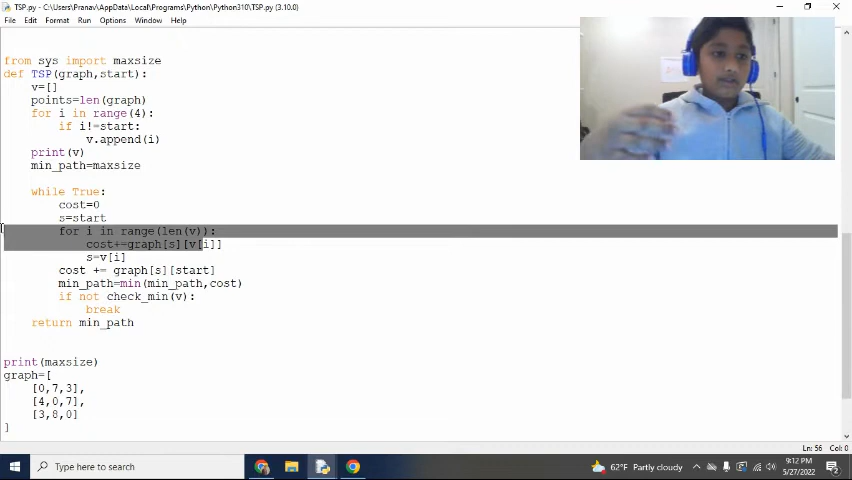 TSP.py - C:\Users\Pranav\AppData\Local\Programs\Python\Python310\TSP.py (3.10.0)
File Edit Format Run Options Window Help
from sys import maxsize
def TSP(graph,start):
v=[]
points=len(graph)
for i in range(4):
if i!=start:
v.append(i)
print(v)
min_path=maxsize
while True:
cost=0
s=start
for i in range(len(v)):
cost+=graph[s][v[i]]
s=v[i]
cost += graph[s][start]
min_path=min(min_path,cost)
if not check_min(v):
break
return min_path
print(maxsize)
graph=[
[0,7,3],
[4,0,7],
[3,8,0]
]
Ln: 56 Col: 0
Type here to search
62°F Partly cloudy
9:12 PM
5/27/2022
2